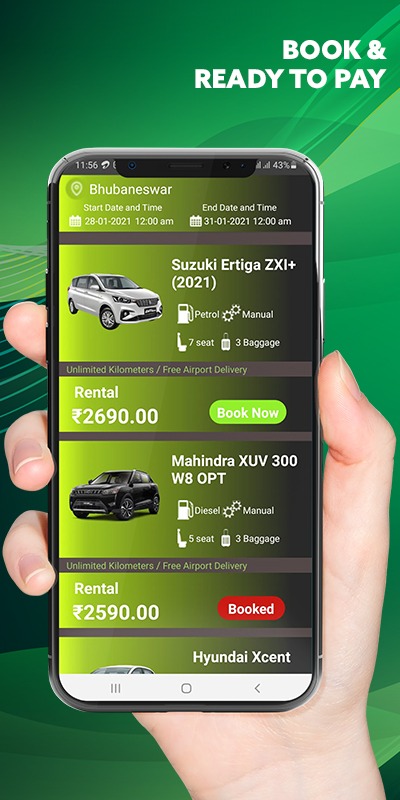 BOOK &
READY TO PAY
11:56
43%
Bhubaneswar
Start Date and Time End Date and Time
28-01-2021 12:00 am 31-01-2021 12:00 am
Suzuki Ertiga ZXI+
(2021)
Petrol Manual
7 seat 3 Baggage
Unlimited Kilometers / Free Airport Delivery
Rental
₹2690.00 Book Now
Mahindra XUV 300
W8 OPT
Diesel Manual
5 seat 3 Baggage
Unlimited Kilometers / Free Airport Delivery
Rental
₹2590.00 Booked
Hyundai Xcent